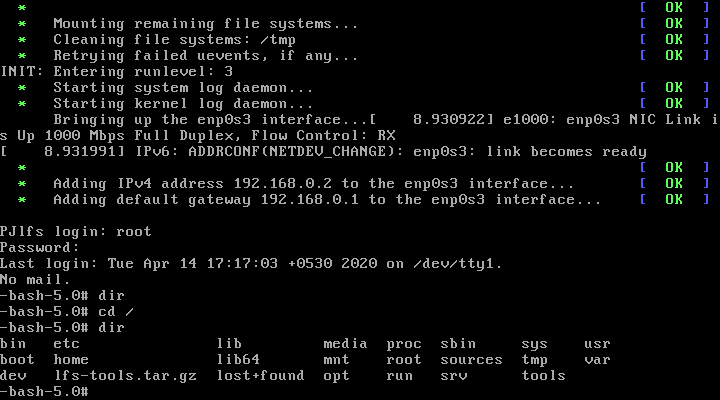 * [ OK ]
* Mounting remaining file systems... [ OK ]
* Cleaning file systems: /tmp [ OK ]
* Retrying failed uevents, if any... [ OK ]
INIT: Entering runlevel: 3
* Starting system log daemon... [ OK ]
* Starting kernel log daemon... [ OK ]
Bringing up the enp0s3 interface...[    8.930922] e1000: enp0s3 NIC Link i
s Up 1000 Mbps Full Duplex, Flow Control: RX
[    8.931991] IPv6: ADDRCONF(NETDEV_CHANGE): enp0s3: link becomes ready
* [ OK ]
* Adding IPv4 address 192.168.0.2 to the enp0s3 interface... [ OK ]
* Adding default gateway 192.168.0.1 to the enp0s3 interface... [ OK ]
PJlfs login: root
Password:
Last login: Tue Apr 14 17:17:03 +0530 2020 on /dev/tty1.
No mail.
-bash-5.0# dir
-bash-5.0# cd /
-bash-5.0# dir
bin   etc               lib         media  proc  sbin     sys    usr
boot  home              lib64       mnt    root  sources  tmp    var
dev   lfs-tools.tar.gz  lost+found  opt    run   srv      tools
-bash-5.0#